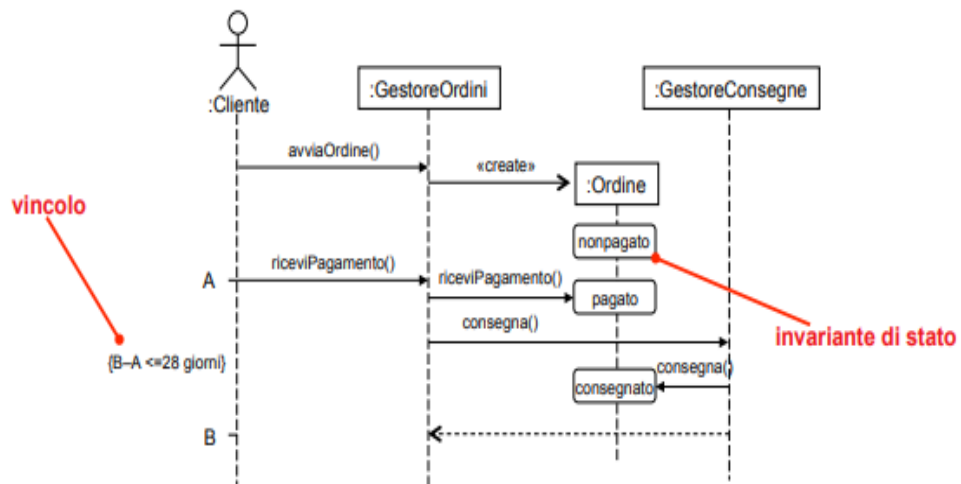 :Cliente
:GestoreOrdini
:GestoreConsegne
avviaOrdine()
«create»
:Ordine
vincolo
nonpagato
A
riceviPagamento()
riceviPagamento()
pagato
consegna()
invariante di stato
{B–A <=28 giorni}
consegna()
consegnato
B